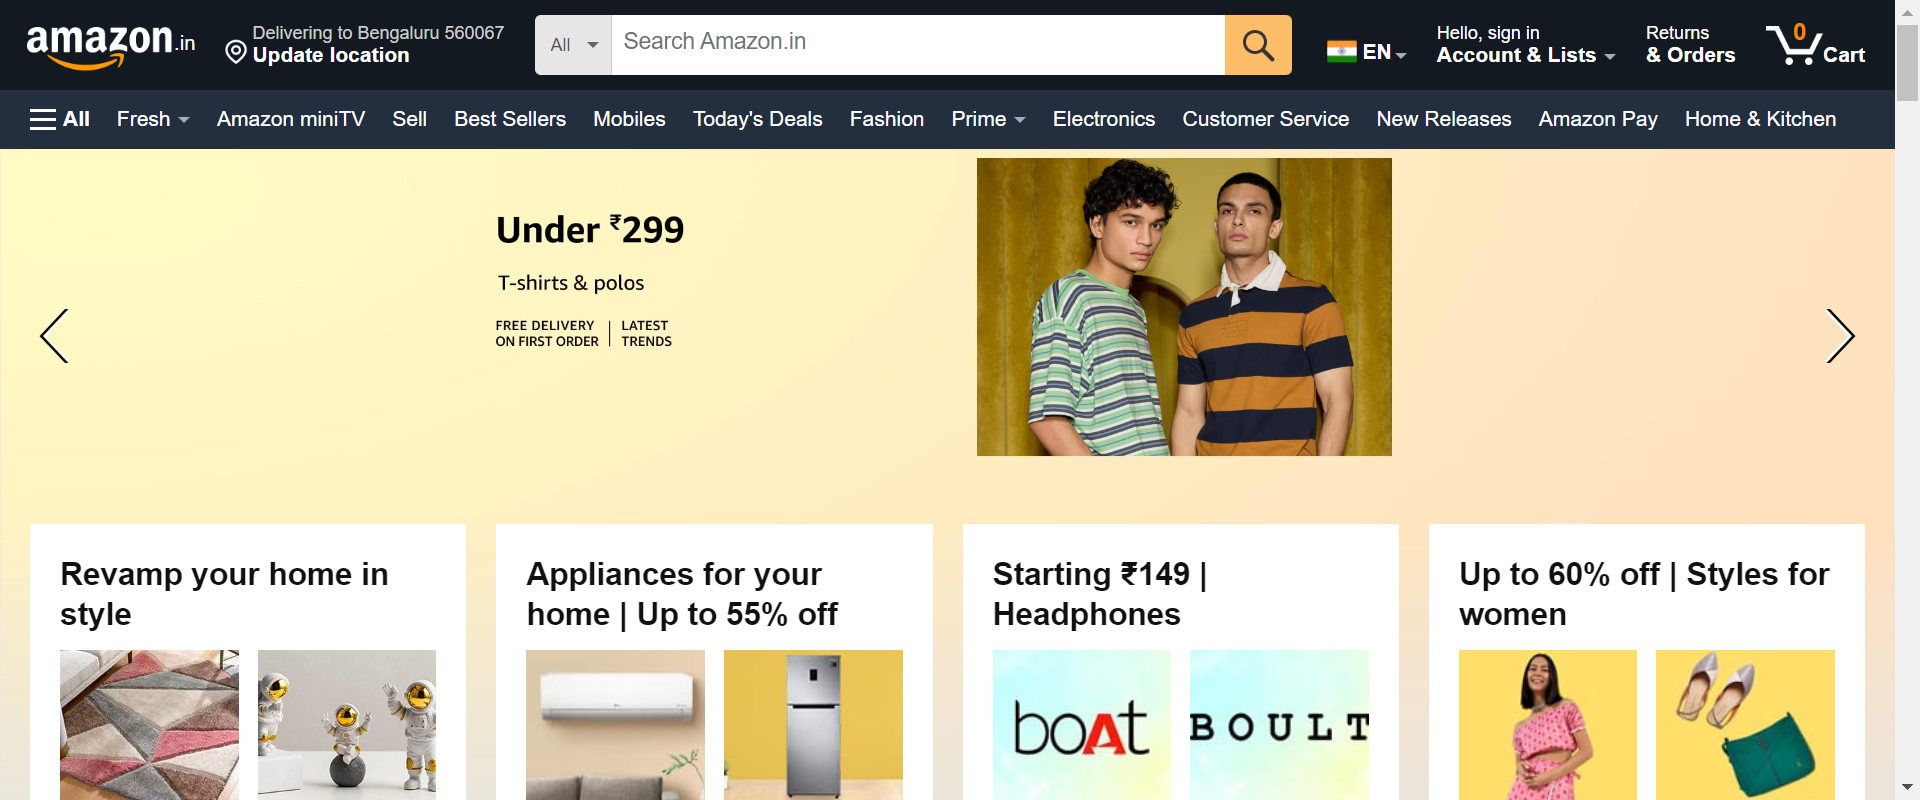 amazon.in
Delivering to Bengaluru 560067
Update location
All
Search Amazon.in
EN
Hello, sign in
Account & Lists
Returns
& Orders
0
Cart
All
Fresh
Amazon miniTV
Sell
Best Sellers
Mobiles
Today's Deals
Fashion
Prime
Electronics
Customer Service
New Releases
Amazon Pay
Home & Kitchen
Under ₹299
T-shirts & polos
FREE DELIVERY
ON FIRST ORDER
LATEST
TRENDS
Revamp your home in
style
Appliances for your
home | Up to 55% off
Starting ₹149 |
Headphones
boAt
BOULT
Up to 60% off | Styles for
women